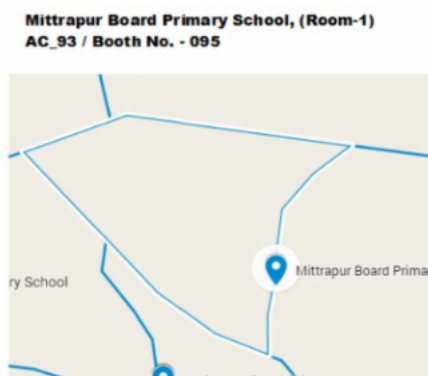 Mittrapur Board Primary School, (Room-1)
AC_93 / Booth No. - 095
Mittrapur Board Prima
ry School